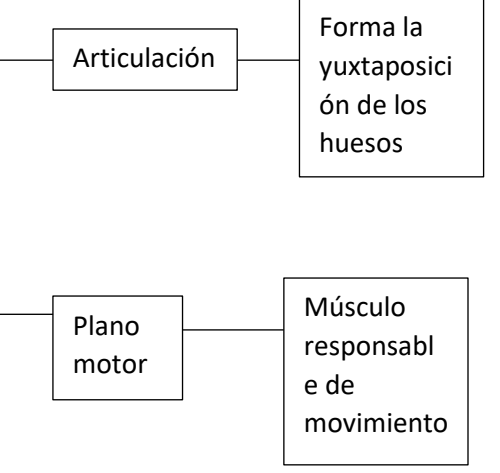 Articulación
Forma la
yuxtaposici
ón de los
huesos
Plano
motor
Músculo
responsabl
e de
movimiento